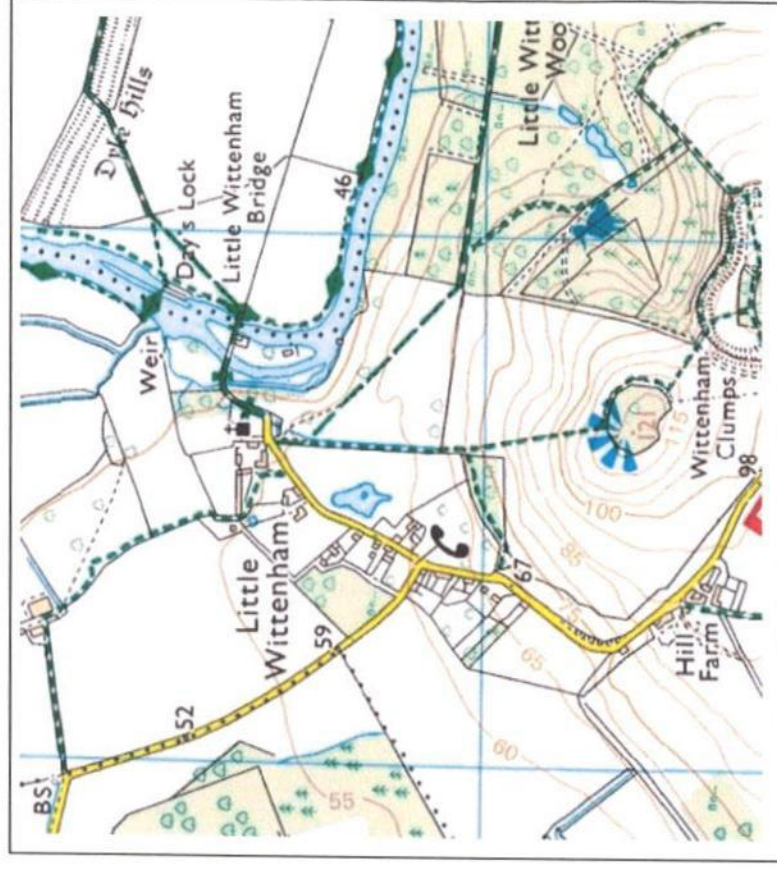 BS
Dyke Hills
Day's Lock
Weir
Little Wittenham
Bridge
52
46
Little
Wittenham
59
55
Little Witt
Woo
67
65
60
75
85
100
115
121
Wittenham
Clumps
98
Hill
Farm